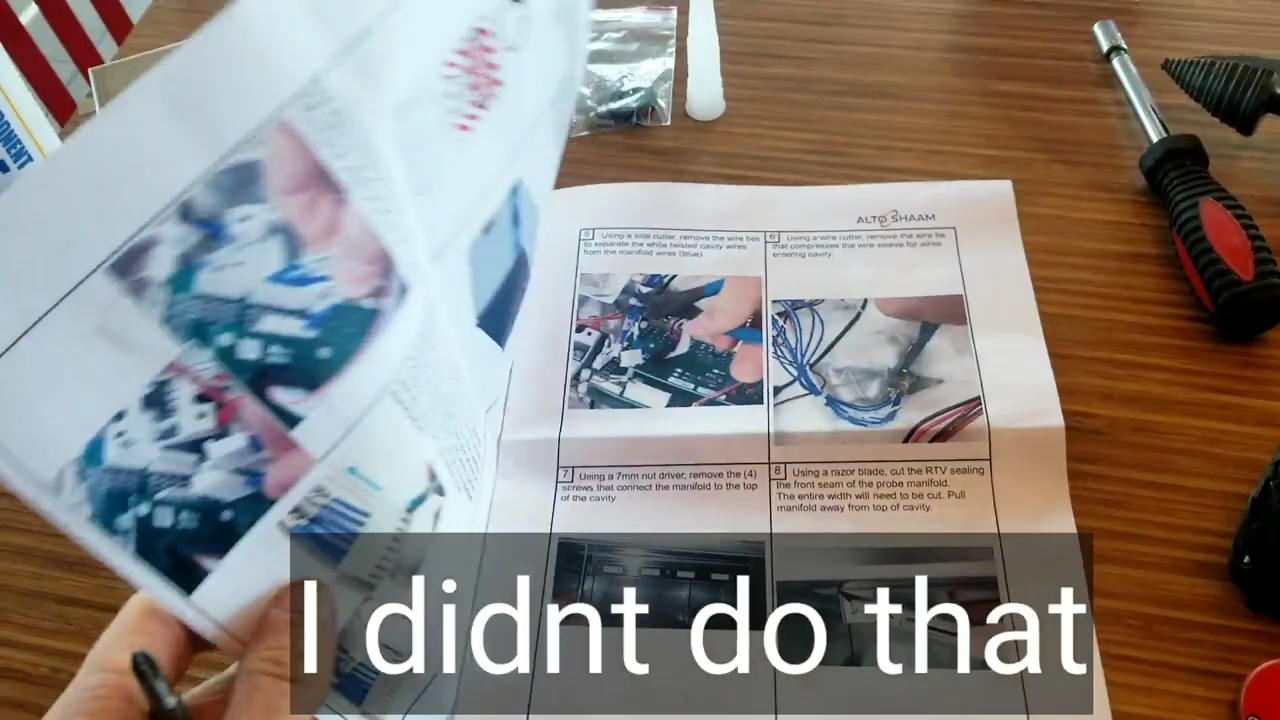 ALTO SHAAM
5 Using a side cutter, remove the wire ties
to separate the white twisted cavity wires
from the manifold wires (blue)
6 Using a wire cutter, remove the wire tie
that compresses the wire sleeve for wires
entering cavity.
7 Using a 7mm nut driver, remove the (4)
screws that connect the manifold to the top
of the cavity
8 Using a razor blade, cut the RTV sealing
the front seam of the probe manifold.
The entire width will need to be cut. Pull
manifold away from top of cavity.
I didnt do that